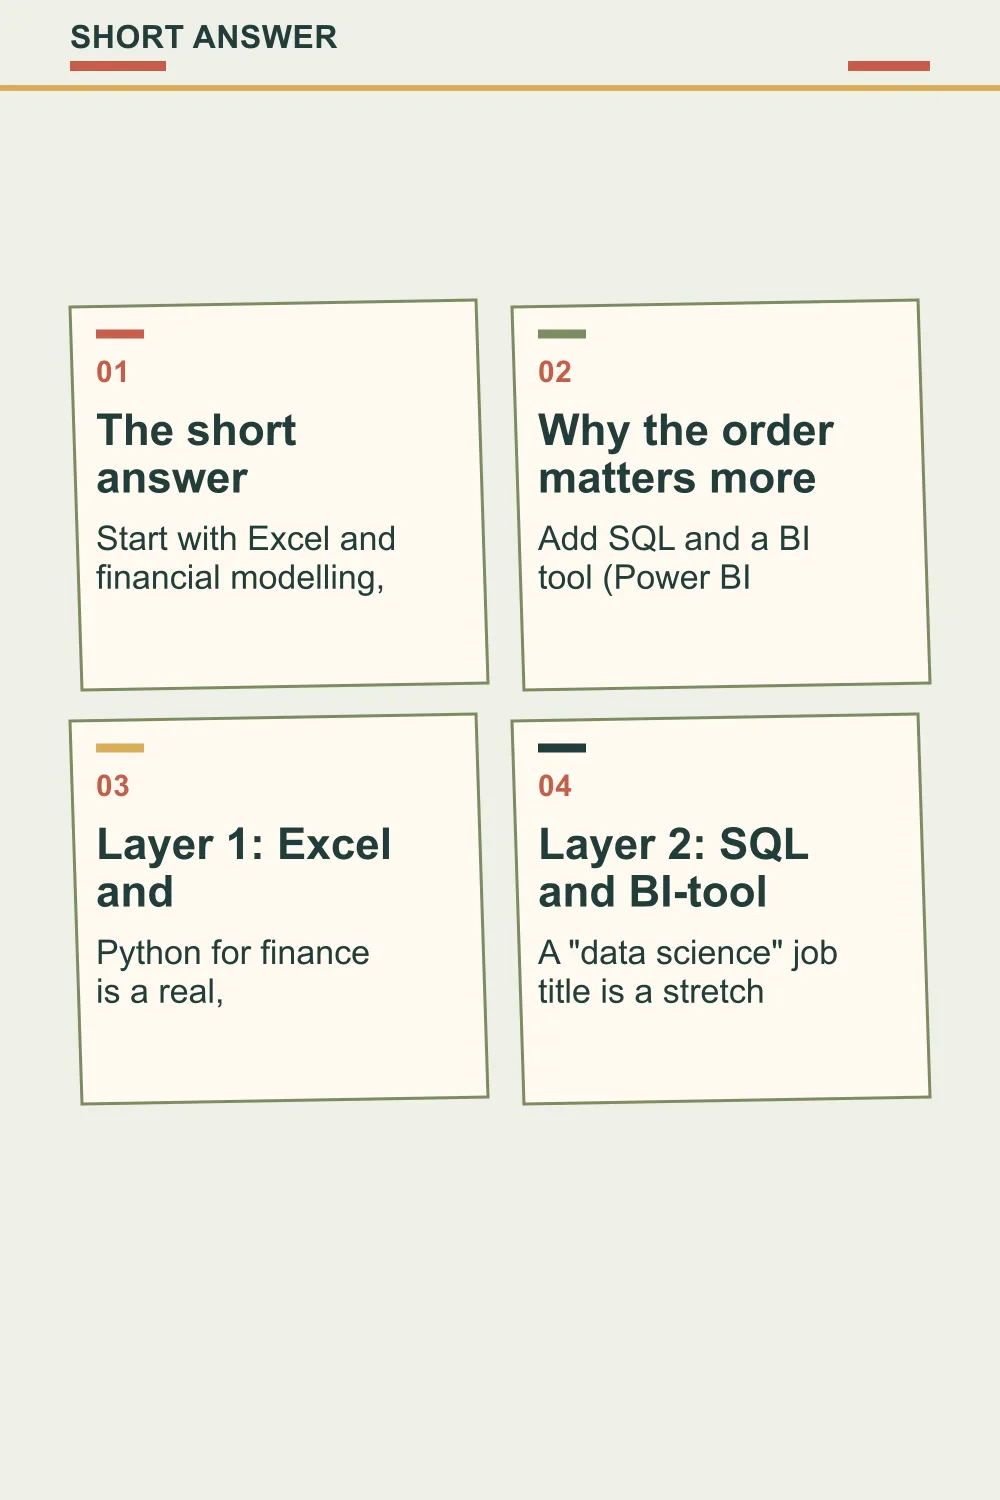 SHORT ANSWER
01
The short
answer
Start with Excel and
financial modelling,
02
Why the order
matters more
Add SQL and a BI
tool (Power BI
03
Layer 1: Excel
and
Python for finance
is a real,
04
Layer 2: SQL
and BI-tool
A "data science" job
title is a stretch